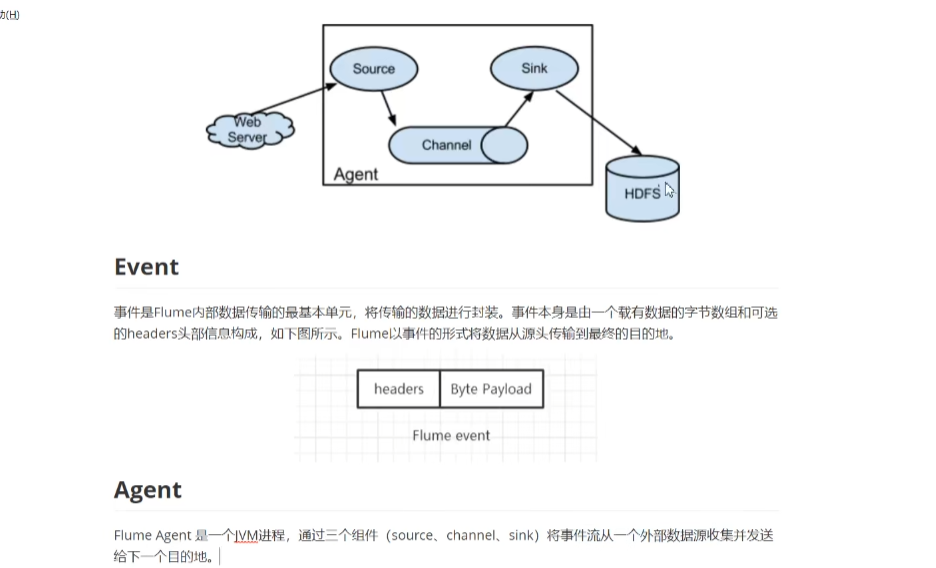 助(H)
Source
Sink
Web
Server
Channel
Agent
HDFS
Event
事件是Flume内部数据传输的最基本单元，将传输的数据进行封装。事件本身是由一个载有数据的字节数组和可选
的headers头部信息构成，如下图所示。Flume以事件的形式将数据从源头传输到最终的目的地。
headers
Byte Payload
Flume event
Agent
Flume Agent 是一个JVM进程，通过三个组件（source、channel、sink）将事件流从一个外部数据源收集并发送
给下一个目的地。